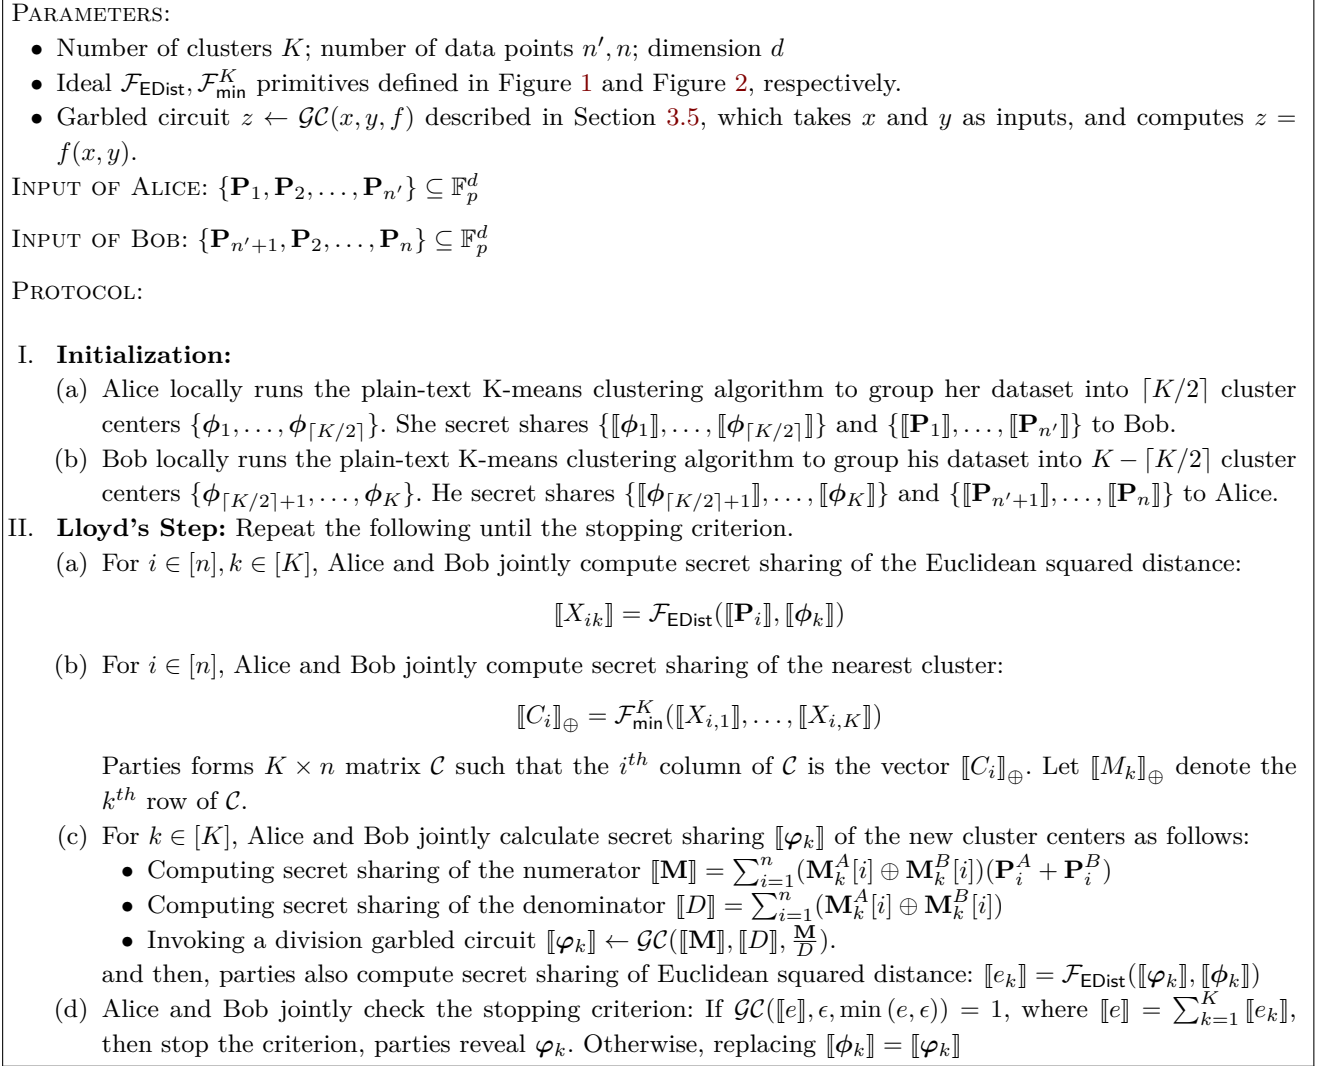 PARAMETERS:
• Number of clusters K; number of data points n′, n; dimension d
• Ideal 𝓕_EDist, 𝓕^K_min primitives defined in Figure 1 and Figure 2, respectively.
• Garbled circuit z ← 𝒢𝒞(x, y, f) described in Section 3.5, which takes x and y as inputs, and computes z =
f(x, y).
INPUT OF ALICE: {P_1, P_2, . . . , P_{n′}} ⊆ 𝔽_p^d
INPUT OF BOB: {P_{n′+1}, P_2, . . . , P_n} ⊆ 𝔽_p^d
PROTOCOL:
I. Initialization:
(a) Alice locally runs the plain-text K-means clustering algorithm to group her dataset into ⌈K/2⌉ cluster
centers {ϕ_1, . . . , ϕ_{⌈K/2⌉}}. She secret shares {⟦ϕ_1⟧, . . . , ⟦ϕ_{⌈K/2⌉}⟧} and {⟦P_1⟧, . . . , ⟦P_{n′}⟧} to Bob.
(b) Bob locally runs the plain-text K-means clustering algorithm to group his dataset into K − ⌈K/2⌉ cluster
centers {ϕ_{⌈K/2⌉+1}, . . . , ϕ_K}. He secret shares {⟦ϕ_{⌈K/2⌉+1}⟧, . . . , ⟦ϕ_K⟧} and {⟦P_{n′+1}⟧, . . . , ⟦P_n⟧} to Alice.
II. Lloyd's Step: Repeat the following until the stopping criterion.
(a) For i ∈ [n], k ∈ [K], Alice and Bob jointly compute secret sharing of the Euclidean squared distance:
⟦X_{ik}⟧ = 𝓕_EDist(⟦P_i⟧, ⟦ϕ_k⟧)
(b) For i ∈ [n], Alice and Bob jointly compute secret sharing of the nearest cluster:
⟦C_i⟧_⊕ = 𝓕^K_min(⟦X_{i,1}⟧, . . . , ⟦X_{i,K}⟧)
Parties forms K × n matrix 𝒞 such that the i^{th} column of 𝒞 is the vector ⟦C_i⟧_⊕. Let ⟦M_k⟧_⊕ denote the
k^{th} row of 𝒞.
(c) For k ∈ [K], Alice and Bob jointly calculate secret sharing ⟦φ_k⟧ of the new cluster centers as follows:
• Computing secret sharing of the numerator ⟦M⟧ = ∑_{i=1}^n (M_k^A[i] ⊕ M_k^B[i])(P_i^A + P_i^B)
• Computing secret sharing of the denominator ⟦D⟧ = ∑_{i=1}^n (M_k^A[i] ⊕ M_k^B[i])
• Invoking a division garbled circuit ⟦φ_k⟧ ← 𝒢𝒞(⟦M⟧, ⟦D⟧, M/D).
and then, parties also compute secret sharing of Euclidean squared distance: ⟦e_k⟧ = 𝓕_EDist(⟦φ_k⟧, ⟦ϕ_k⟧)
(d) Alice and Bob jointly check the stopping criterion: If 𝒢𝒞(⟦e⟧, ϵ, min (e, ϵ)) = 1, where ⟦e⟧ = ∑_{k=1}^K ⟦e_k⟧,
then stop the criterion, parties reveal φ_k. Otherwise, replacing ⟦ϕ_k⟧ = ⟦φ_k⟧